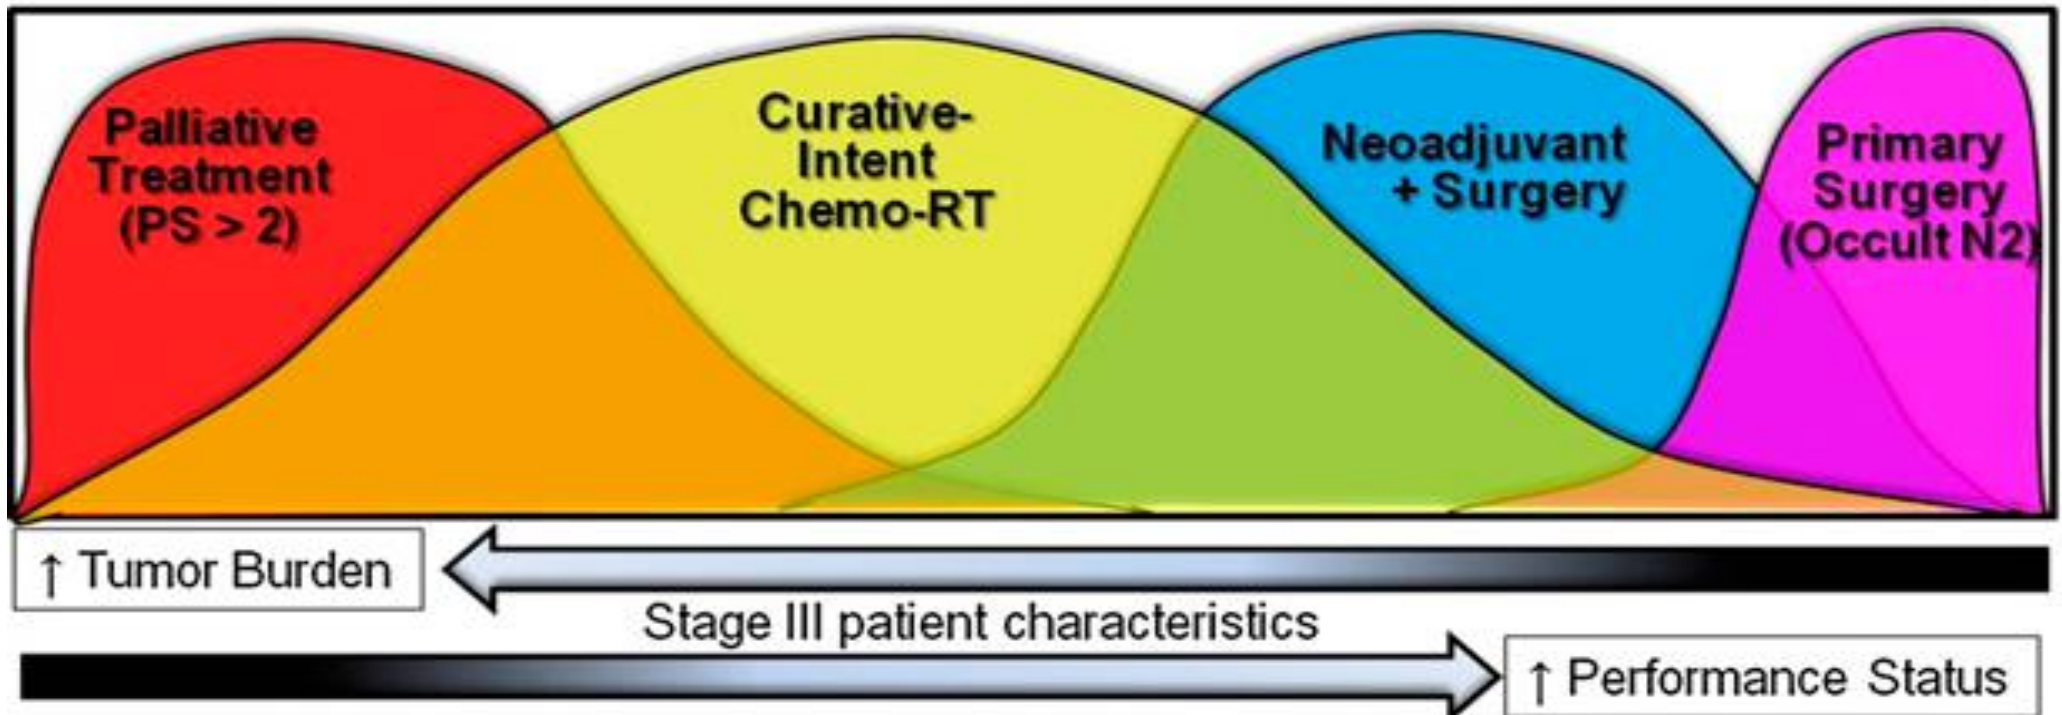 Palliative
Treatment
(PS > 2)
Curative-
Intent
Chemo-RT
Neoadjuvant
+ Surgery
Primary
Surgery
(Occult N2)
↑ Tumor Burden
Stage III patient characteristics
↑ Performance Status